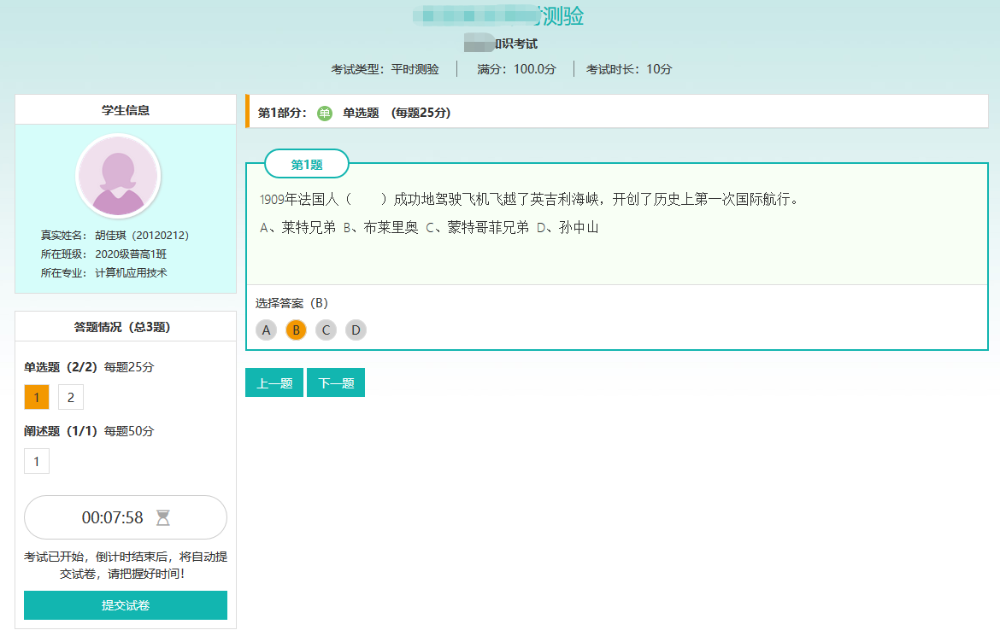 测验
知识考试
考试类型：平时测验 满分：100.0分 考试时长：10分
学生信息
真实姓名： 胡佳琪（20120212）
所在班级： 2020级普高1班
所在专业： 计算机应用技术
答题情况（总3题）
单选题（2/2）每题25分
1 2
阐述题（1/1）每题50分
1
00:07:58
考试已开始，倒计时结束后，将自动提
交试卷，请把握好时间！
提交试卷
第1部分： 单 单选题 （每题25分）
第1题
1909年法国人（　　）成功地驾驶飞机飞越了英吉利海峡，开创了历史上第一次国际航行。
A、莱特兄弟 B、布莱里奥 C、蒙特哥菲兄弟 D、孙中山
选择答案（B）
A B C D
上一题 下一题